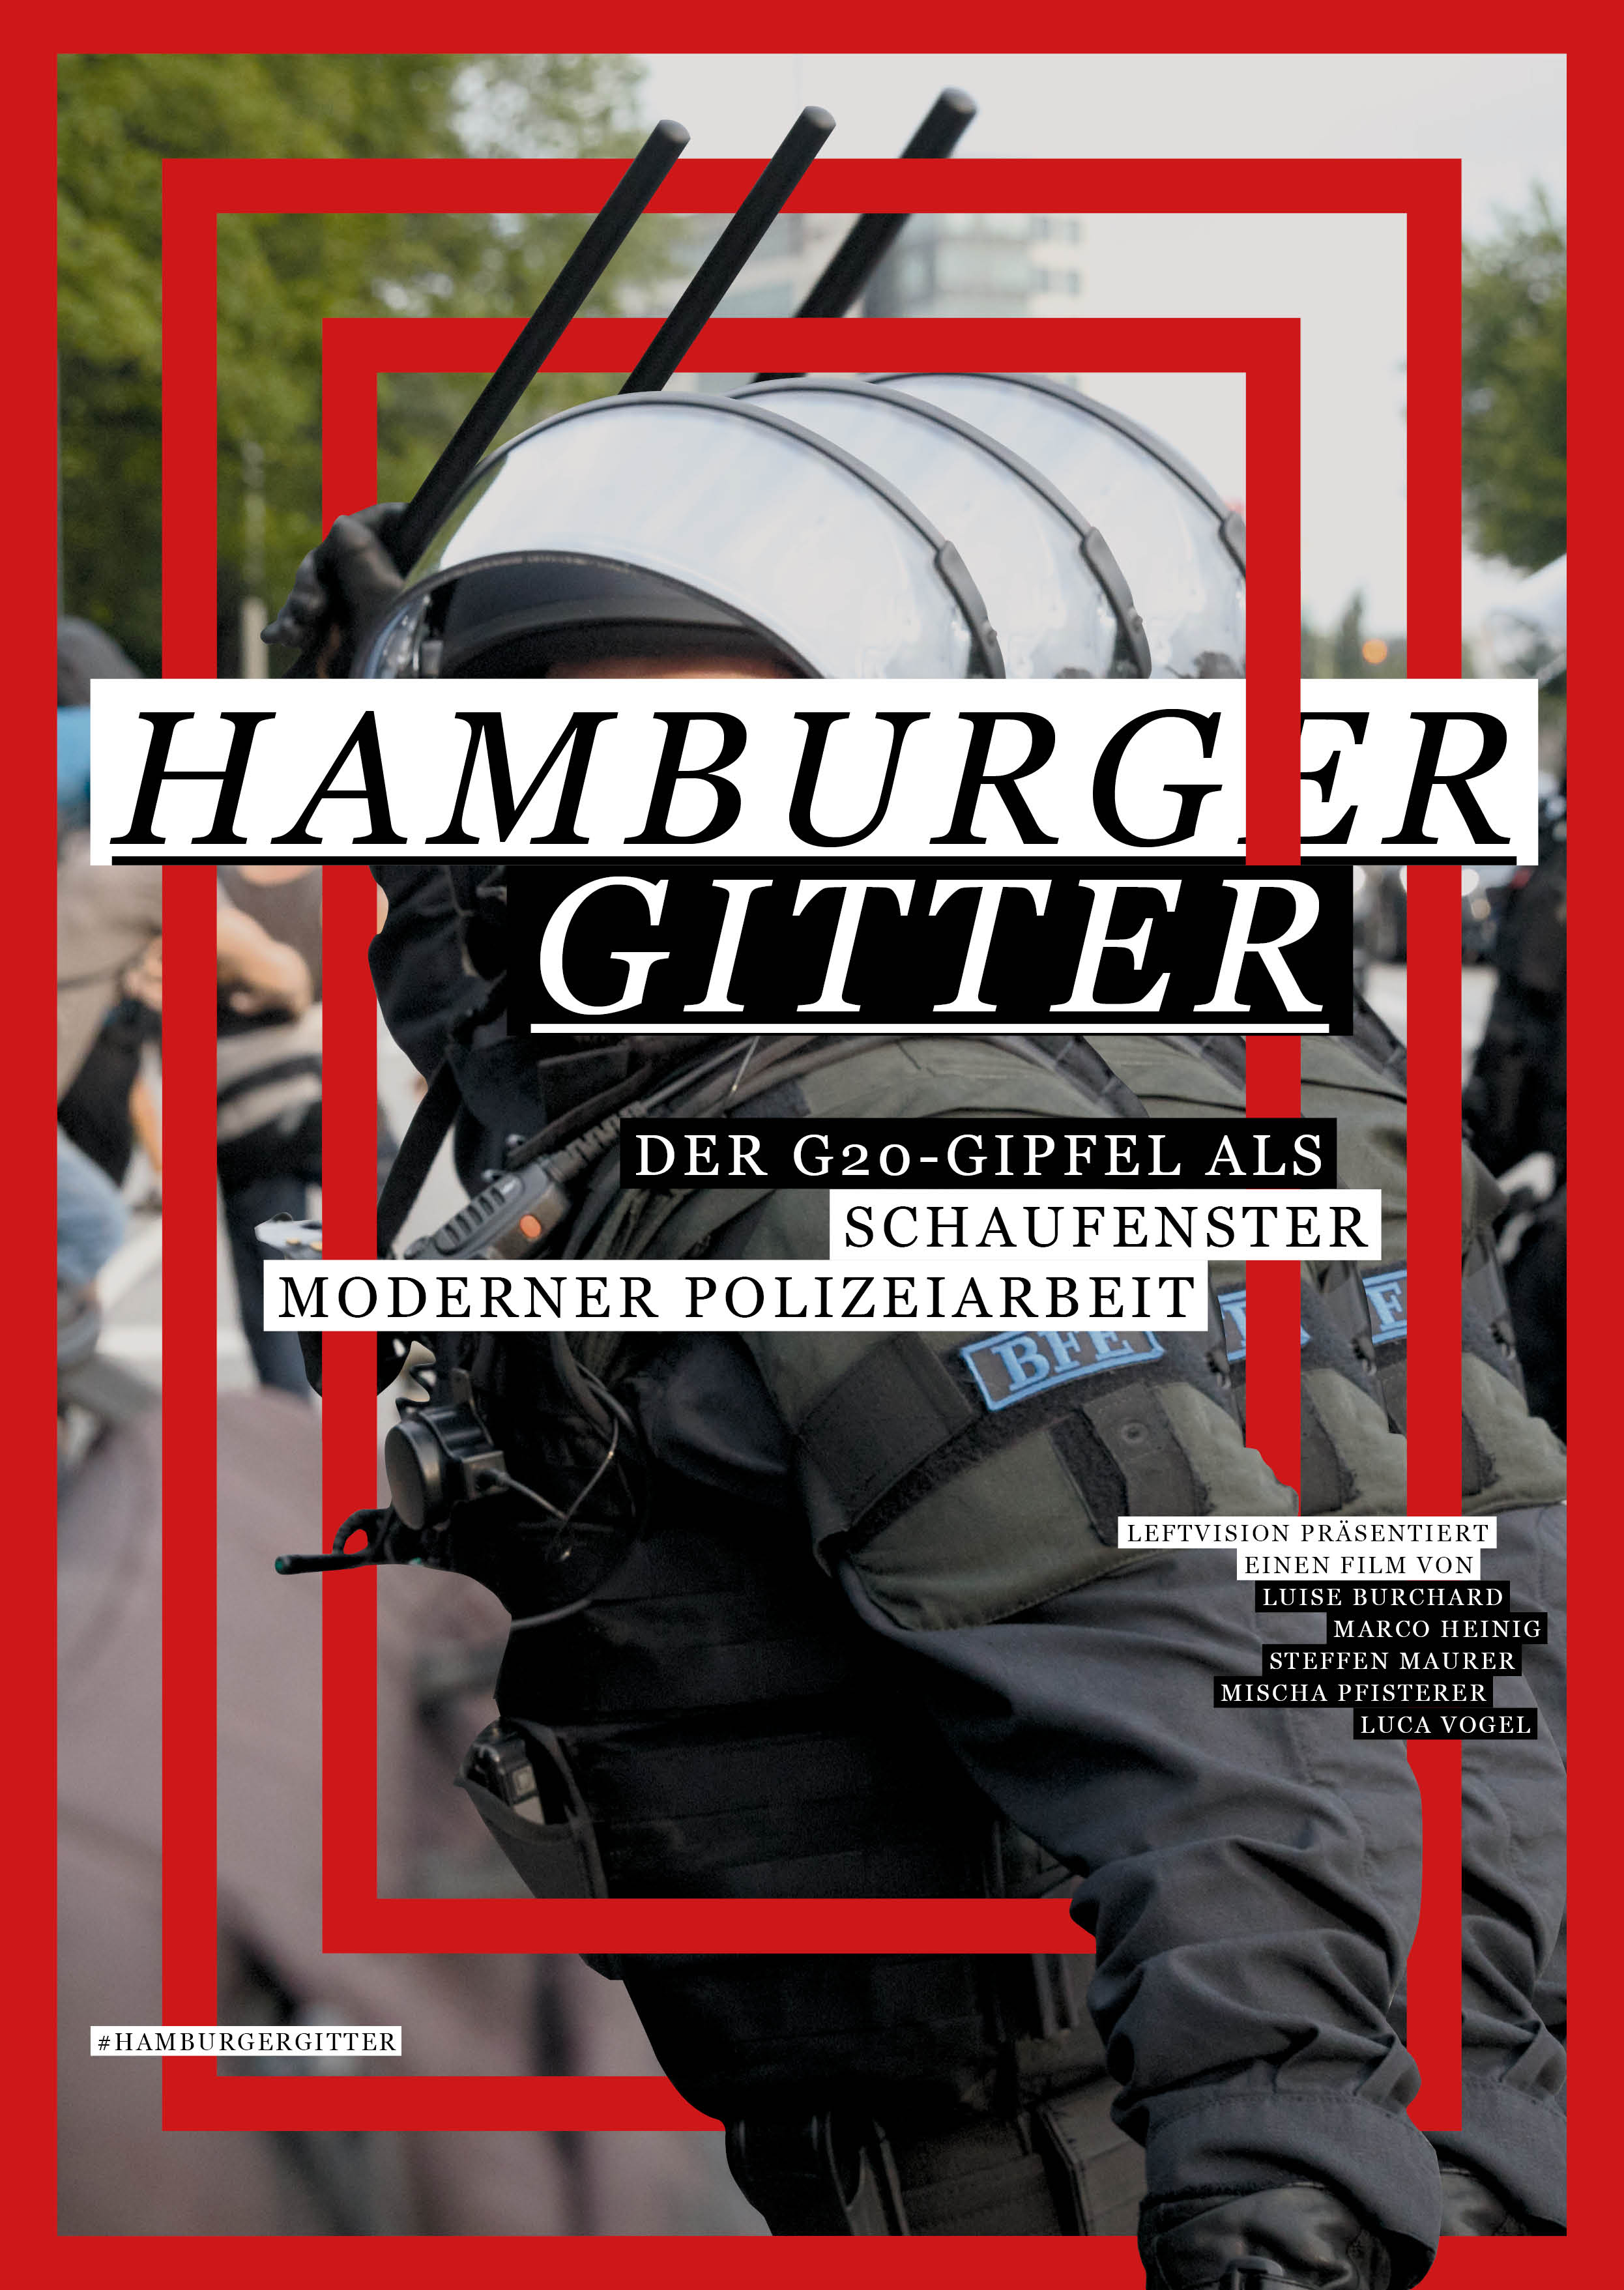 HAMBURGER
GITTER
DER G20-GIPFEL ALS
SCHAUFENSTER
MODERNER POLIZEIARBEIT
BFE
E
LEFTVISION PRÄSENTIERT
EINEN FILM VON
LUISE BURCHARD
MARCO HEINIG
STEFFEN MAURER
MISCHA PFISTERER
LUCA VOGEL
#HAMBURGERGITTER